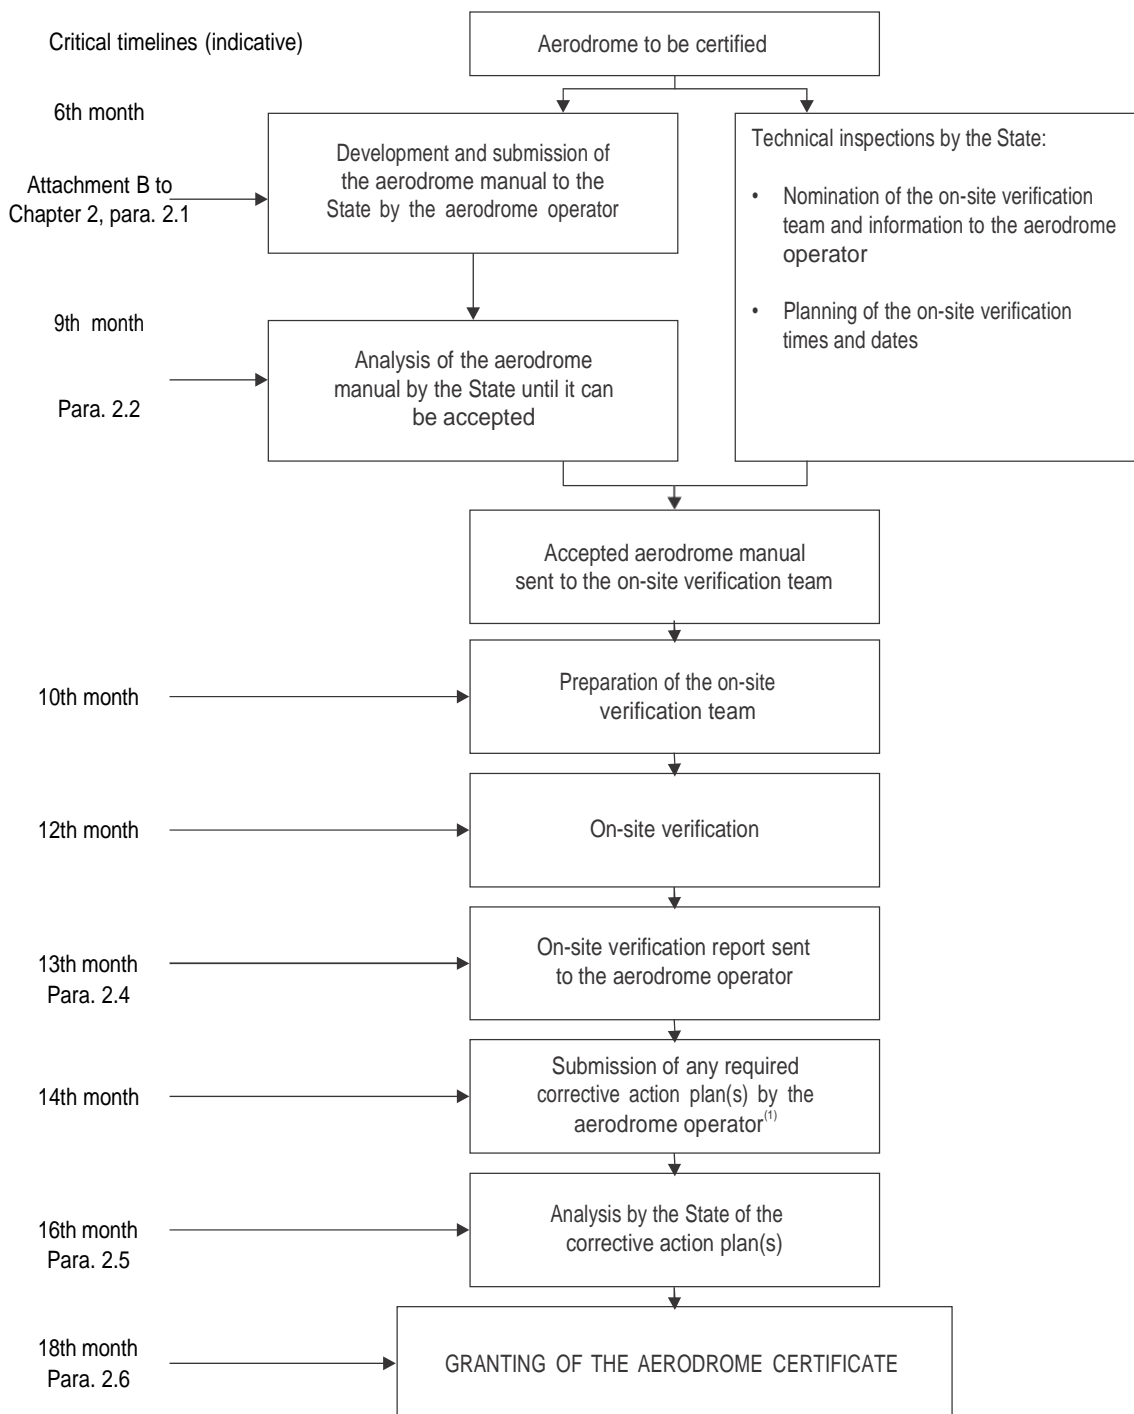 Critical timelines (indicative)
Aerodrome to be certified
6th month
Attachment B to
Chapter 2, para. 2.1
Development and submission of
the aerodrome manual to the
State by the aerodrome operator
Technical inspections by the State:
• Nomination of the on-site verification
team and information to the aerodrome
operator
• Planning of the on-site verification
times and dates
9th month
Para. 2.2
Analysis of the aerodrome
manual by the State until it can
be accepted
Accepted aerodrome manual
sent to the on-site verification team
10th month
Preparation of the on-site
verification team
12th month
On-site verification
13th month
Para. 2.4
On-site verification report sent
to the aerodrome operator
14th month
Submission of any required
corrective action plan(s) by the
aerodrome operator(1)
16th month
Para. 2.5
Analysis by the State of the
corrective action plan(s)
18th month
Para. 2.6
GRANTING OF THE AERODROME CERTIFICATE